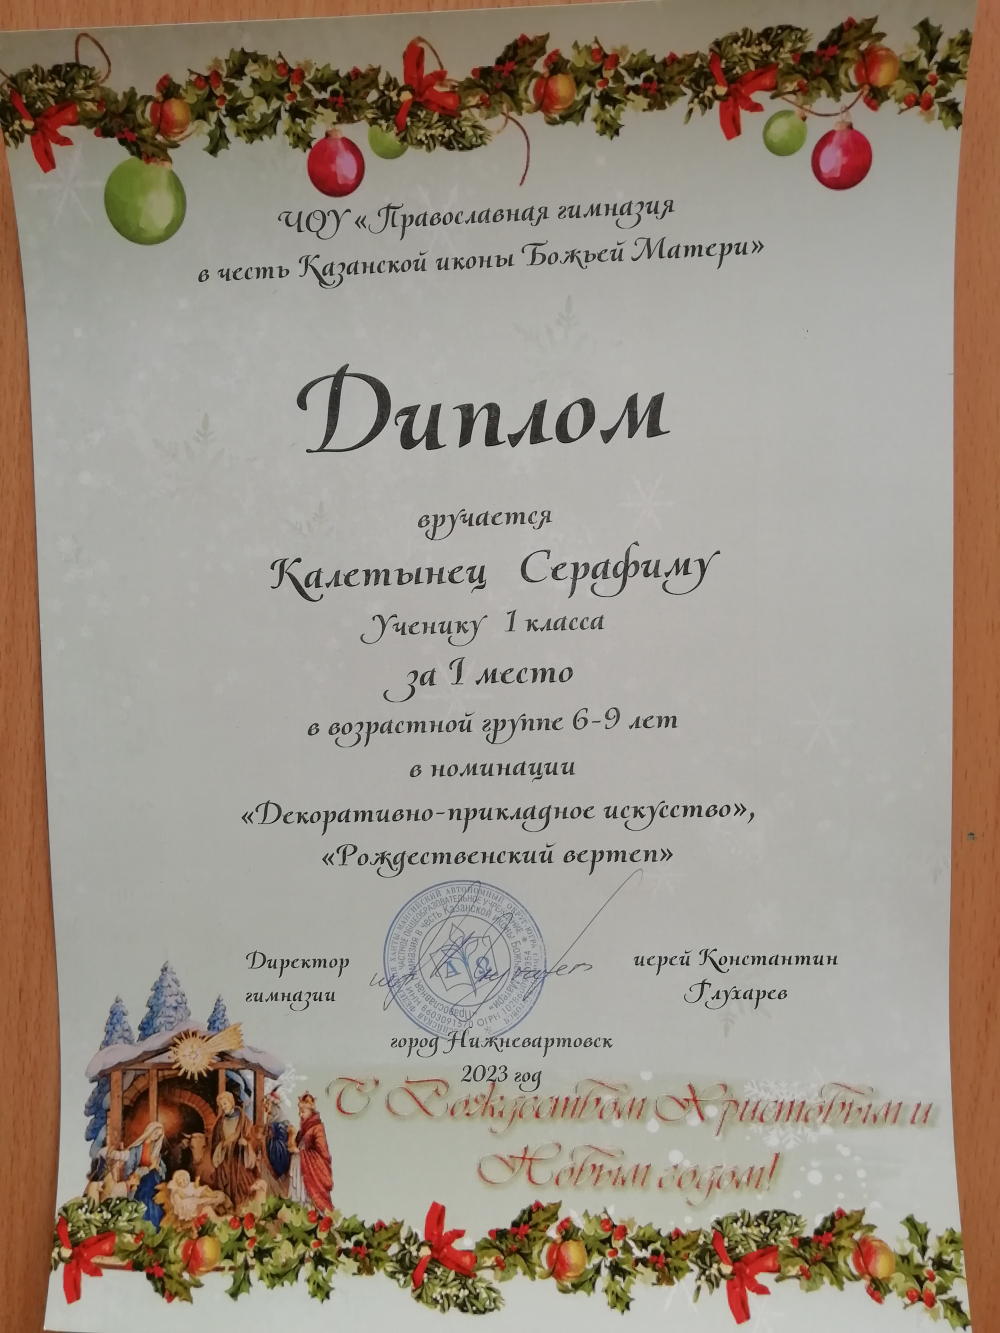 ЧОУ «Православная гимназия
в честь Казанской иконы Божьей Матери»
Диплом
вручается
Калетынец Серафиму
Ученику 1 класса
за I место
в возрастной группе 6-9 лет
в номинации
«Декоративно-прикладное искусство»,
«Рождественский вертеп»
Директор
гимназии
иерей Константин
Глухарев
город Нижневартовск
2023 год
С Рождеством Христовым и
Новым годом!